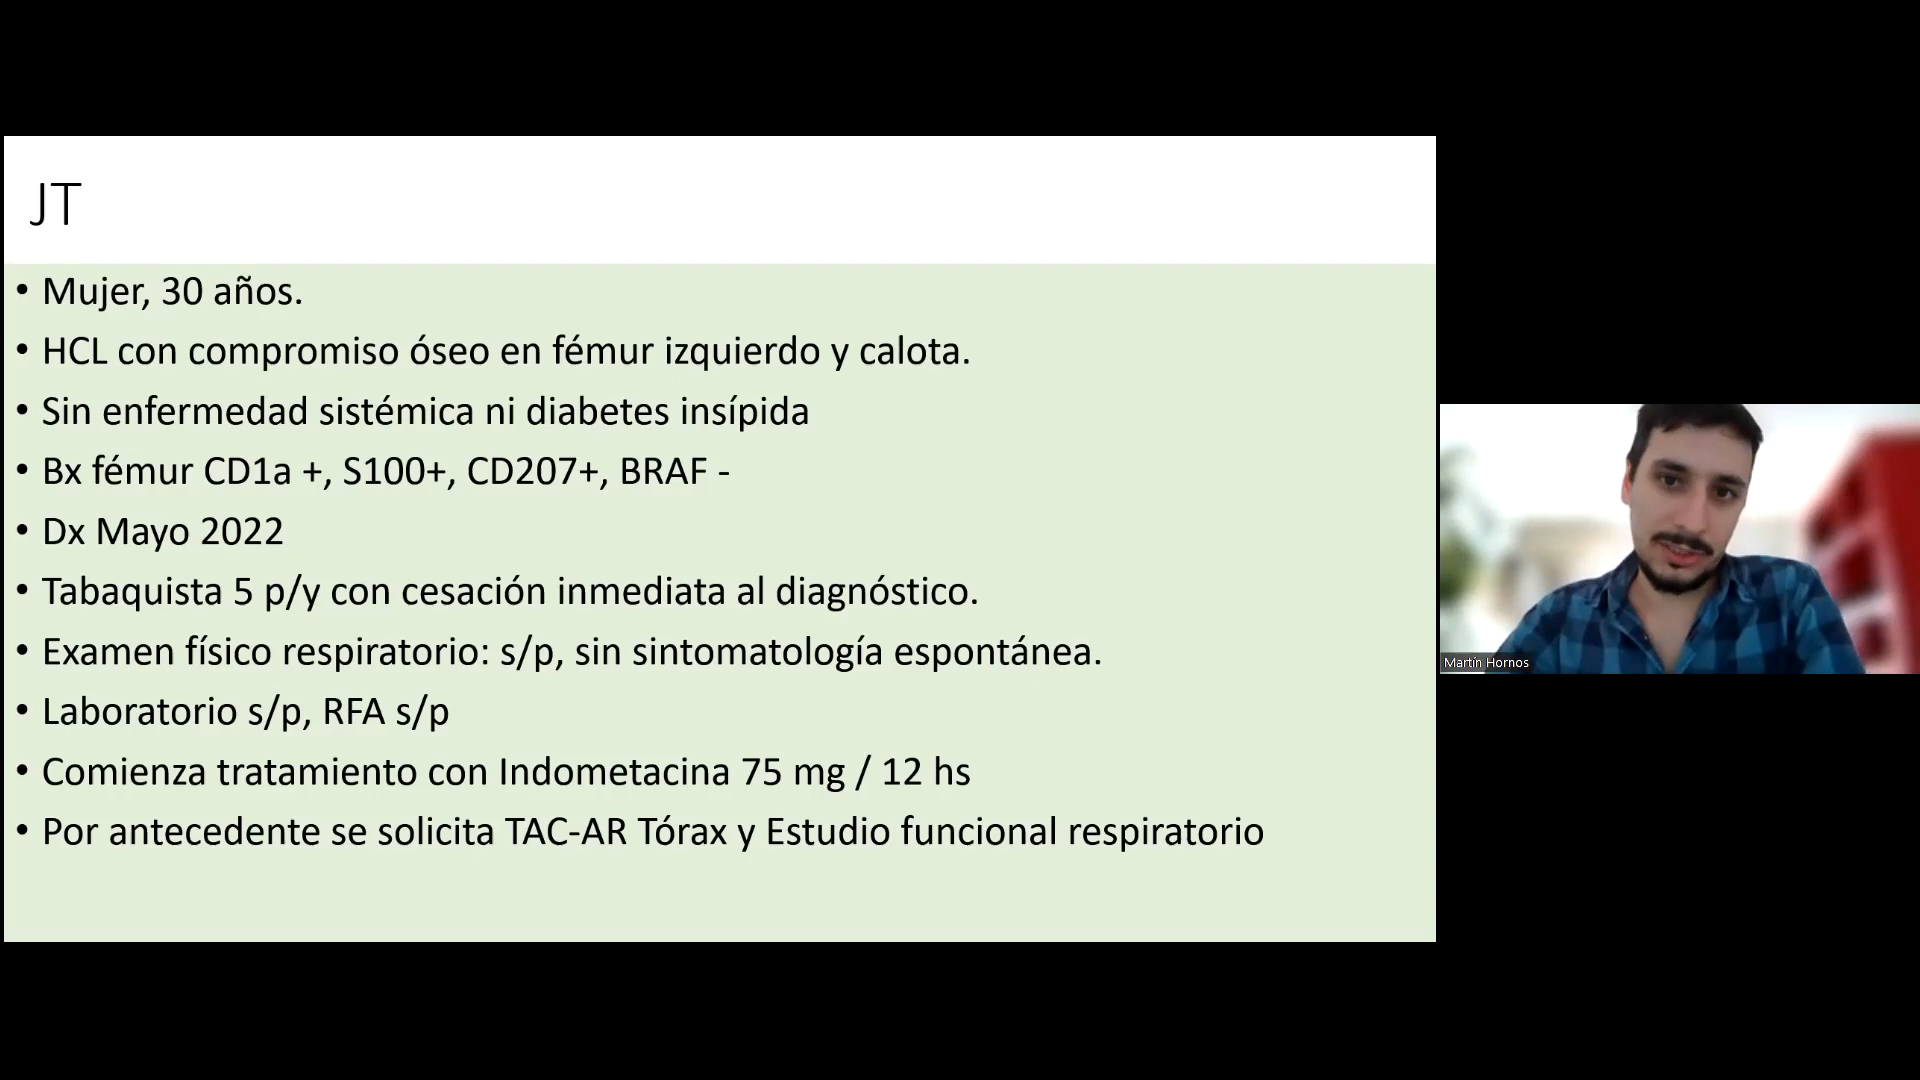 JT
• Mujer, 30 años.
• HCL con compromiso óseo en fémur izquierdo y calota.
• Sin enfermedad sistémica ni diabetes insípida
• Bx fémur CD1a +, S100+, CD207+, BRAF -
• Dx Mayo 2022
• Tabaquista 5 p/y con cesación inmediata al diagnóstico.
• Examen físico respiratorio: s/p, sin sintomatología espontánea.
• Laboratorio s/p, RFA s/p
• Comienza tratamiento con Indometacina 75 mg / 12 hs
• Por antecedente se solicita TAC-AR Tórax y Estudio funcional respiratorio
Martín Hornos